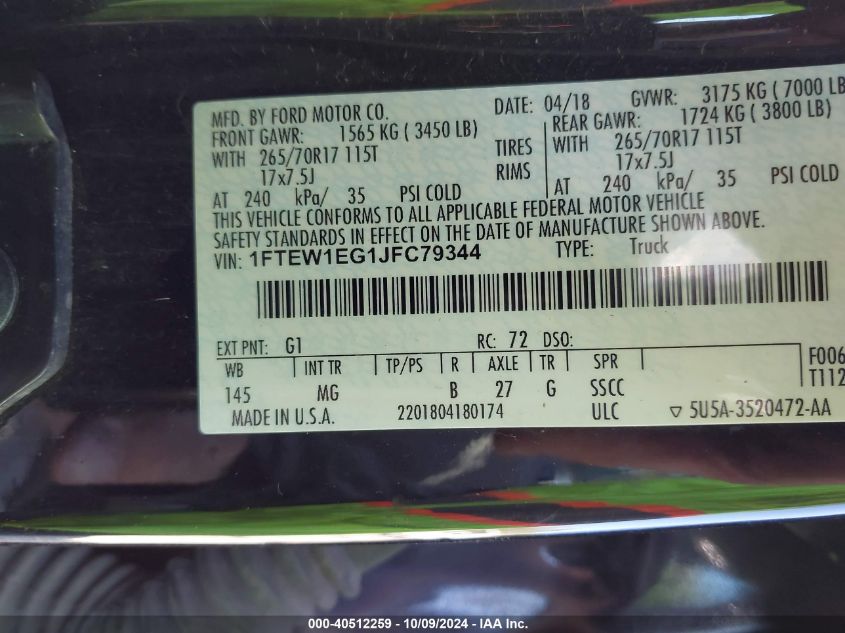 MFD. BY FORD MOTOR CO. DATE: 04/18 GVWR: 3175 KG ( 7000 LB
FRONT GAWR: 1565 KG ( 3450 LB) REAR GAWR: 1724 KG ( 3800 LB)
WITH 265/70R17 115T TIRES WITH 265/70R17 115T
17x7.5J RIMS 17x7.5J
AT 240 kPa/ 35 PSI COLD AT 240 kPa/ 35 PSI COLD
THIS VEHICLE CONFORMS TO ALL APPLICABLE FEDERAL MOTOR VEHICLE
SAFETY STANDARDS IN EFFECT ON THE DATE OF MANUFACTURE SHOWN ABOVE.
VIN: 1FTEW1EG1JFC79344 TYPE: Truck
EXT PNT: G1 RC: 72 DSO:
WB INT TR TP/PS R AXLE TR SPR F006
145 MG B 27 G SSCC T112
MADE IN U.S.A. 2201804180174 ULC ▽ 5U5A-3520472-AA
000-40512259 - 10/09/2024 - IAA Inc.